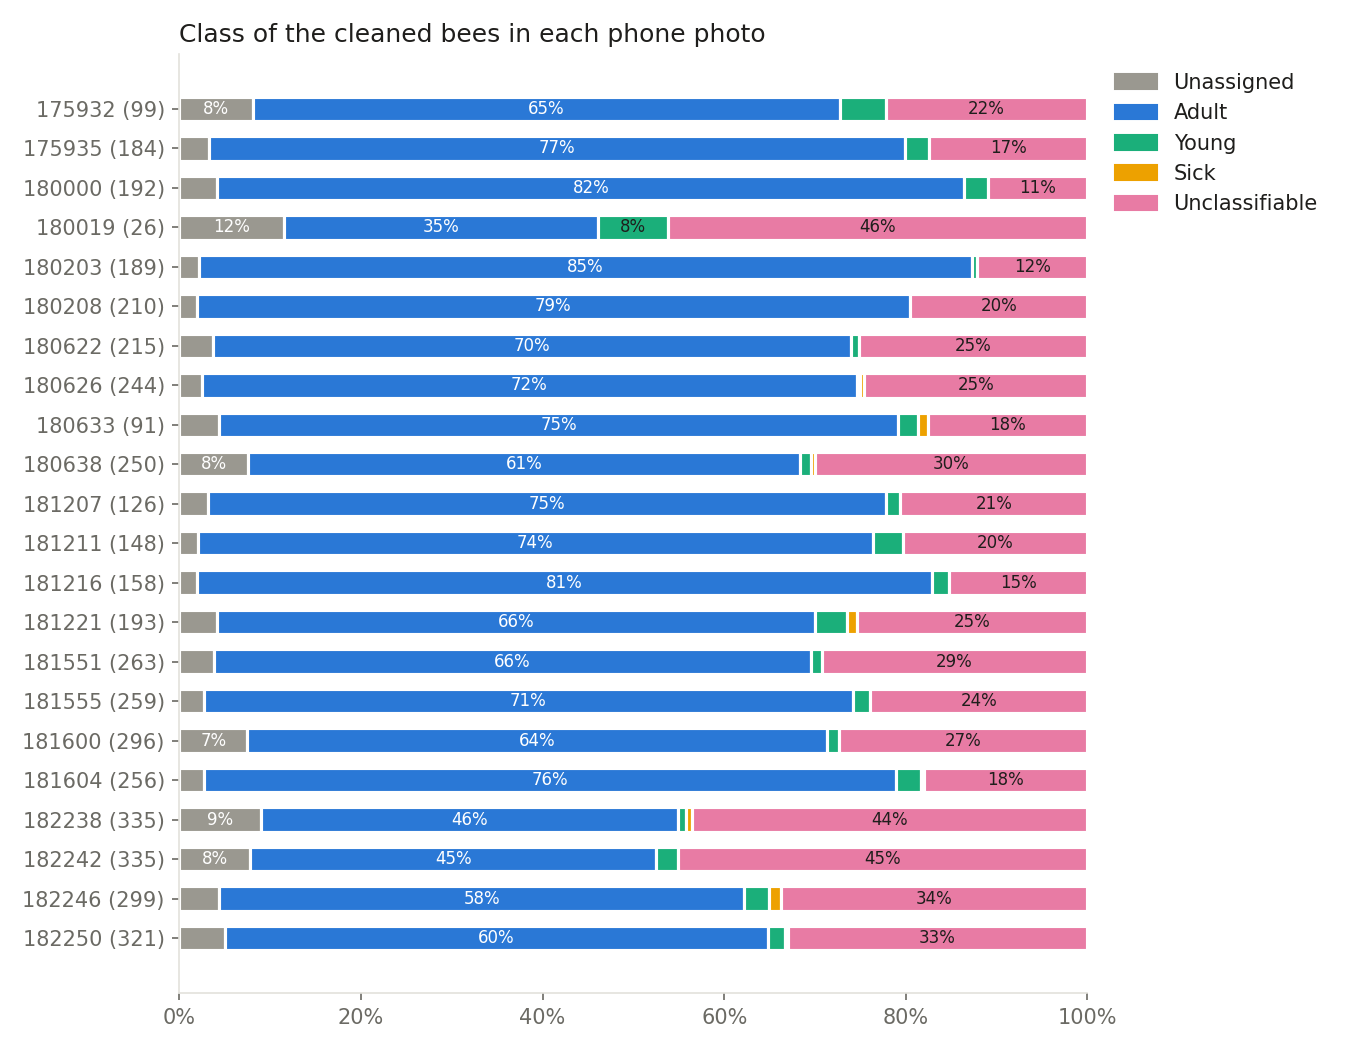 Class of the cleaned bees in each phone photo
Unassigned
Adult
Young
Sick
Unclassifiable
175932 (99) 8% 65% 22%
175935 (184) 77% 17%
180000 (192) 82% 11%
180019 (26) 12% 35% 8% 46%
180203 (189) 85% 12%
180208 (210) 79% 20%
180622 (215) 70% 25%
180626 (244) 72% 25%
180633 (91) 75% 18%
180638 (250) 8% 61% 30%
181207 (126) 75% 21%
181211 (148) 74% 20%
181216 (158) 81% 15%
181221 (193) 66% 25%
181551 (263) 66% 29%
181555 (259) 71% 24%
181600 (296) 7% 64% 27%
181604 (256) 76% 18%
182238 (335) 9% 46% 44%
182242 (335) 8% 45% 45%
182246 (299) 58% 34%
182250 (321) 60% 33%
0% 20% 40% 60% 80% 100%